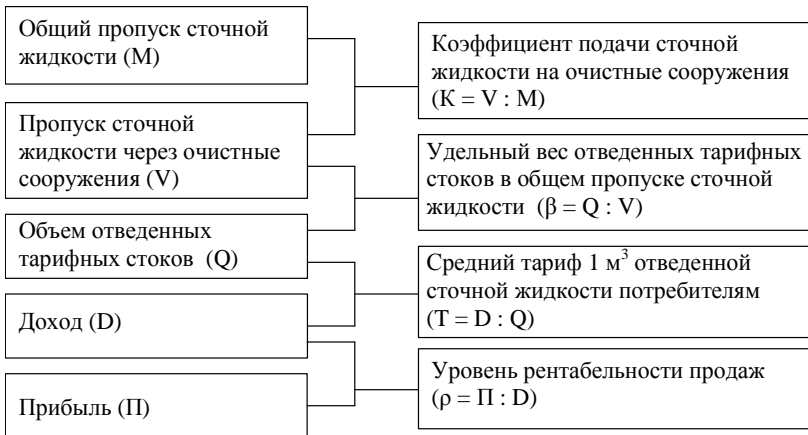 Общий пропуск сточной
жидкости (М)
Пропуск сточной
жидкости через очистные
сооружения (V)
Объем отведенных
тарифных стоков (Q)
Доход (D)
Прибыль (П)
Коэффициент подачи сточной
жидкости на очистные сооружения
(К = V : М)
Удельный вес отведенных тарифных
стоков в общем пропуске сточной
жидкости (β = Q : V)
Средний тариф 1 м³ отведенной
сточной жидкости потребителям
(Т = D : Q)
Уровень рентабельности продаж
(ρ = П : D)